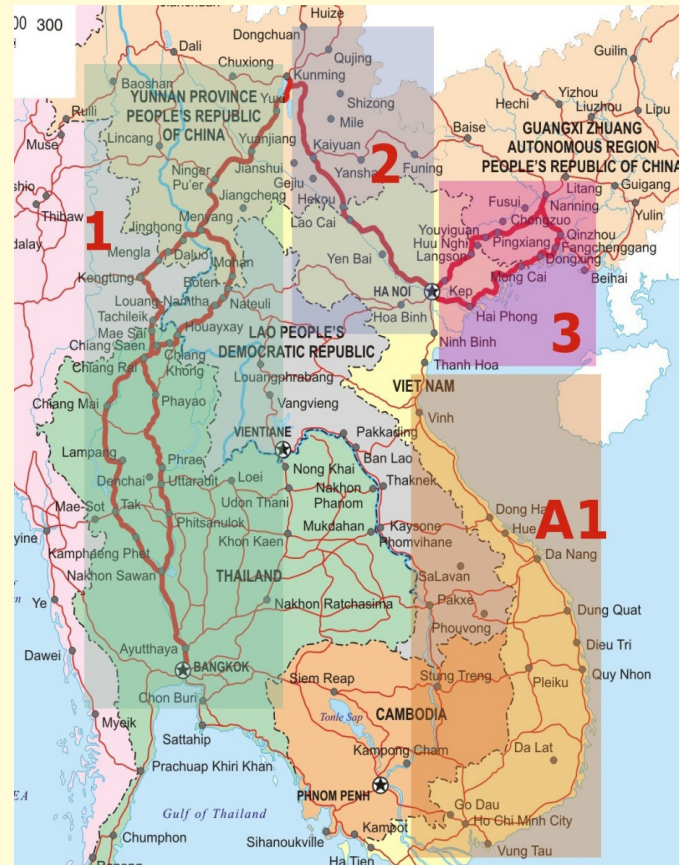 00 300
Huize
Dongchuan
Dali
Chuxiong
Qujing
Kunming
Guilin
Baoshan
Ruili
YUNNAN PROVINCE
PEOPLE'S REPUBLIC
OF CHINA
Yuxi
Shizong
Mile
Hechi
Yizhou
Liuzhou
Lipu
Muse
Lincang
Yuanjiang
Kaiyuan
Baise
GUANGXI ZHUANG
AUTONOMOUS REGION
PEOPLE'S REPUBLIC OF CHINA
Jianshui
Yanshan
Funing
2
Litang
Thibaw
Ninger
Pu'er
Gejiu
Jiangcheng
Hekou
Fusui
Nanning
Guigang
Yulin
Menyang
Lao Cai
Youyiguan
Chongzuo
1
Jinghong
Huu Nghi
Pingxiang
Qinzhou
Mengla
Daluo
Mohan
Yen Bai
Langson
Fangchenggang
Dongxing
Kengtung
Boten
Mong Cai
Beihai
Louang-Namtha
Nateuli
HA NOI
Kep
Tachileik
Hoa Binh
Hai Phong
Mae Sai
Houayxay
LAO PEOPLE'S
DEMOCRATIC REPUBLIC
Ninh Binh
3
Chiang Saen
Chiang Rai
Chiang
Khong
Louangphrabang
Thanh Hoa
VIET NAM
Phayao
Vangvieng
Chiang Mai
Vinh
VIENTIANE
Pakkading
Lampang
Phrae
Nong Khai
Ban Lao
Denchai
Uttaradit
Loei
Nakhon
Phanom
Thaknek
Mae-Sot
Tak
Udon Thani
Dong Ha
A1
Phitsanulok
Mukdahan
Kaysone
Phomvihane
Hue
Kamphaeng Phet
Khon Kaen
Da Nang
Nakhon Sawan
THAILAND
SaLavan
Ye
Nakhon Ratchasima
Pakxe
Dung Quat
Phouvong
Ayutthaya
Dieu Tri
Dawei
BANGKOK
Siem Reap
Stung Treng
Pleiku
Quy Nhon
Chon Buri
Myeik
Tonle Sap
CAMBODIA
Sattahip
Kampong Cham
Da Lat
Prachuap Khiri Khan
PHNOM PENH
Gulf of Thailand
Go Dau
Ho Chi Minh City
Chumphon
Sihanoukville
Kampot
Vung Tau
Ha Tien